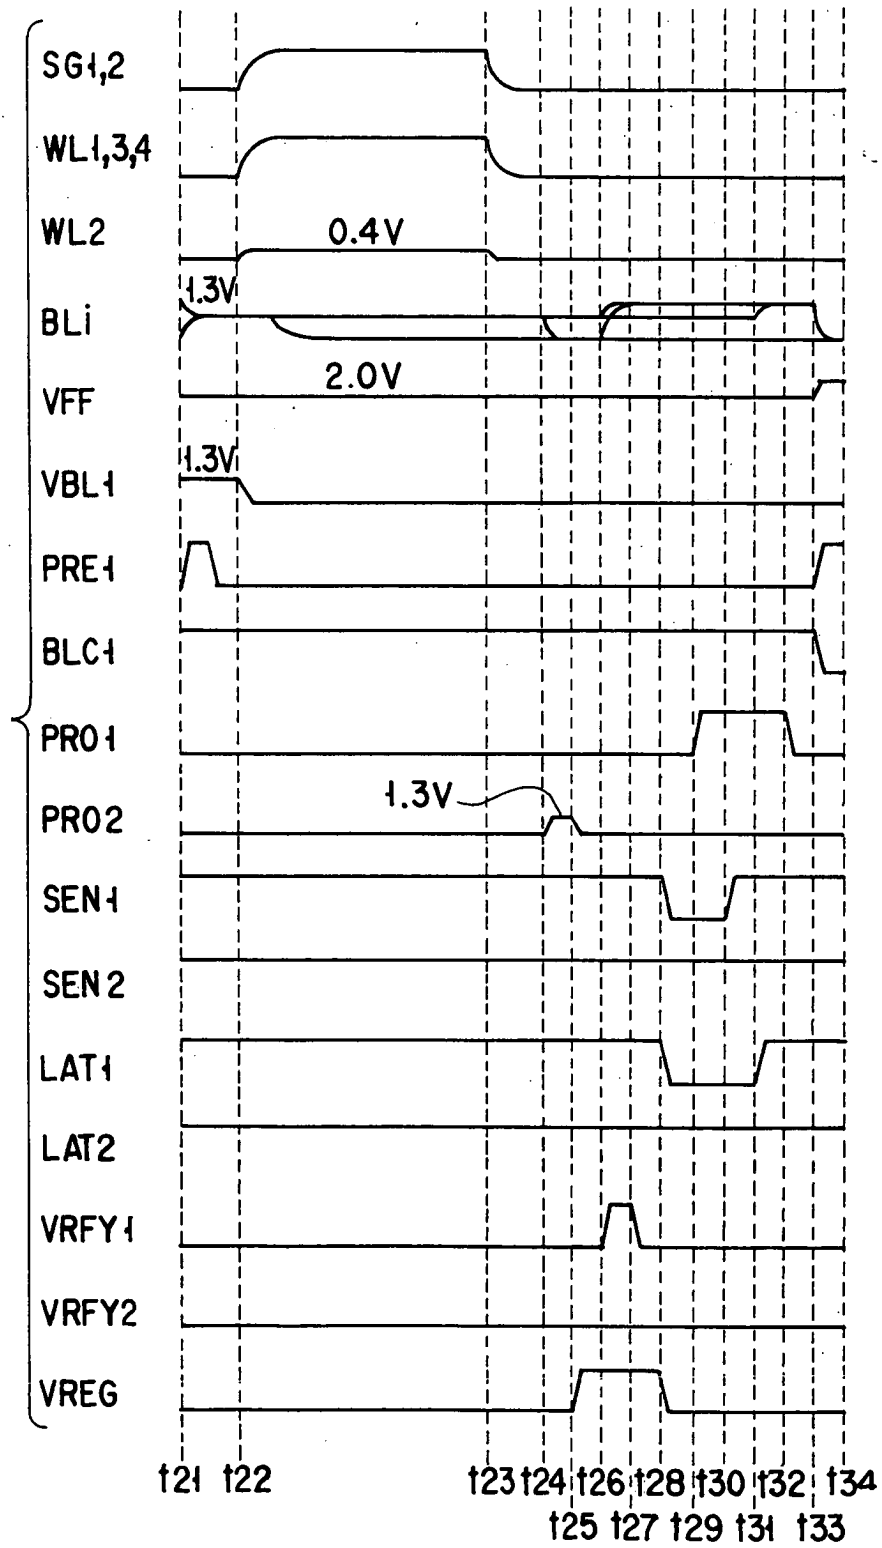 SG1,2
WL1,3,4
WL2 0.4V
1.3V
BLi
2.0V
VFF
1.3V
VBL1
PRE1
BLC1
PRO1
1.3V
PRO2
SEN1
SEN2
LAT1
LAT2
VRFY1
VRFY2
VREG
t21 t22 t23 t24 t26 t28 t30 t32 t34
t25 t27 t29 t31 t33